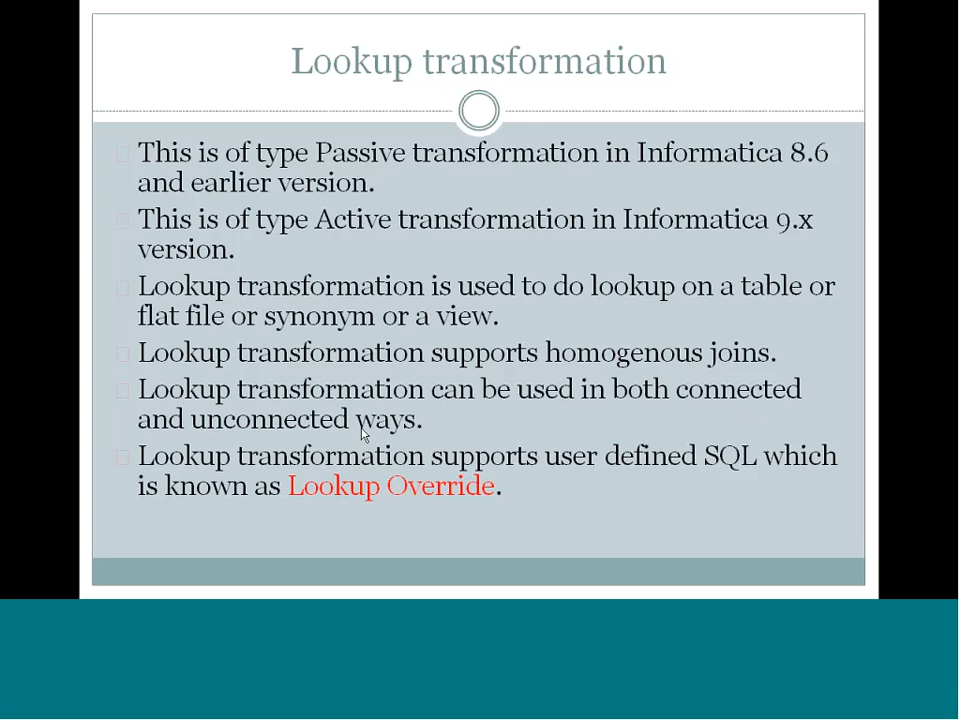 Lookup transformation
This is of type Passive transformation in Informatica 8.6
and earlier version.
This is of type Active transformation in Informatica 9.x
version.
Lookup transformation is used to do lookup on a table or
flat file or synonym or a view.
Lookup transformation supports homogenous joins.
Lookup transformation can be used in both connected
and unconnected ways.
Lookup transformation supports user defined SQL which
is known as Lookup Override.